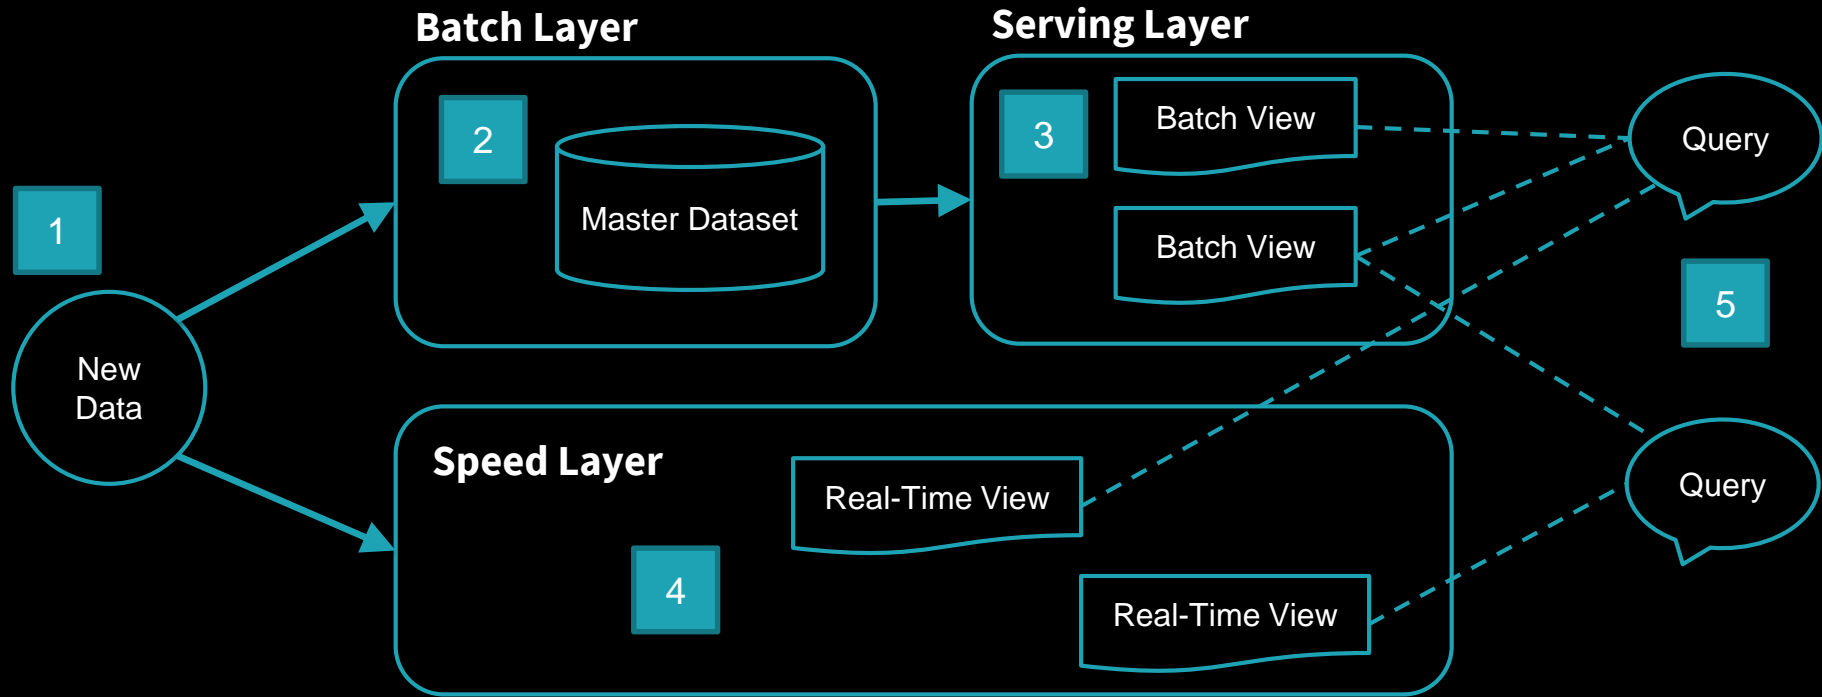 Batch Layer
Serving Layer
1
2
3
Batch View
Query
Master Dataset
Batch View
5
New
Data
Speed Layer
Real-Time View
Query
4
Real-Time View